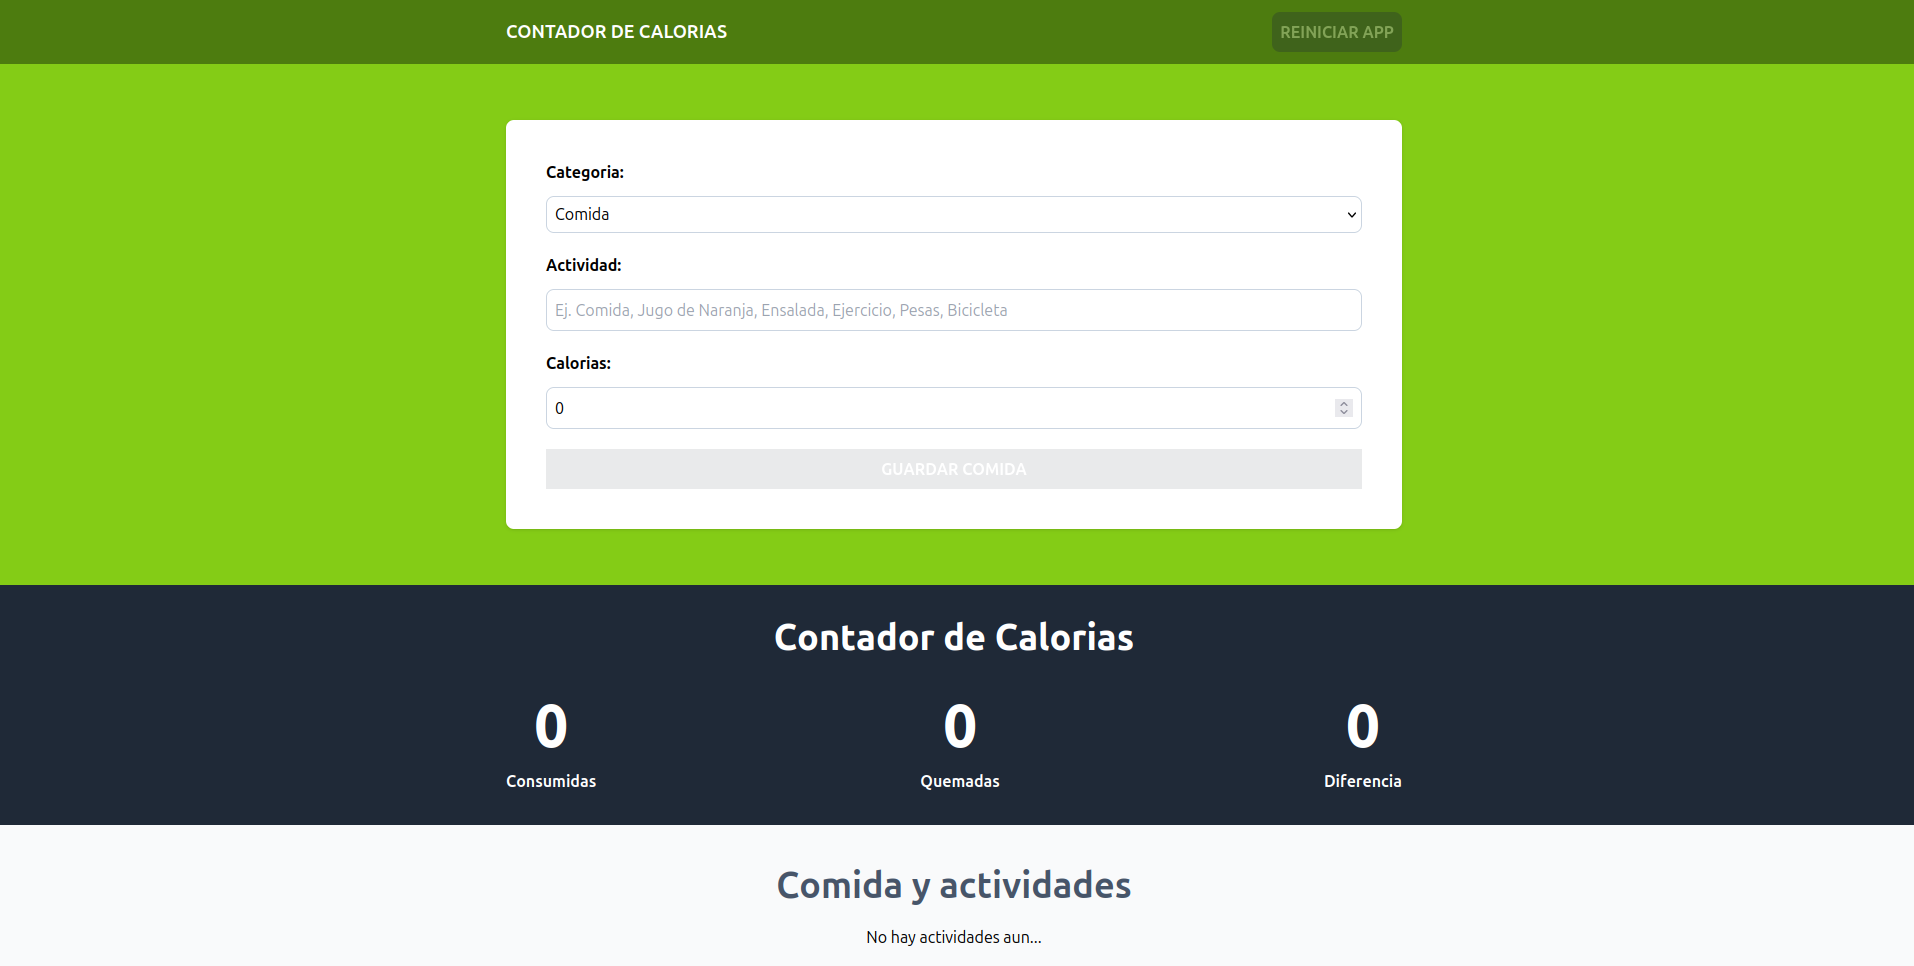 CONTADOR DE CALORIAS
REINICIAR APP
Categoria:
Comida
Actividad:
Ej. Comida, Jugo de Naranja, Ensalada, Ejercicio, Pesas, Bicicleta
Calorias:
0
GUARDAR COMIDA
Contador de Calorias
0 0 0
Consumidas Quemadas Diferencia
Comida y actividades
No hay actividades aun...